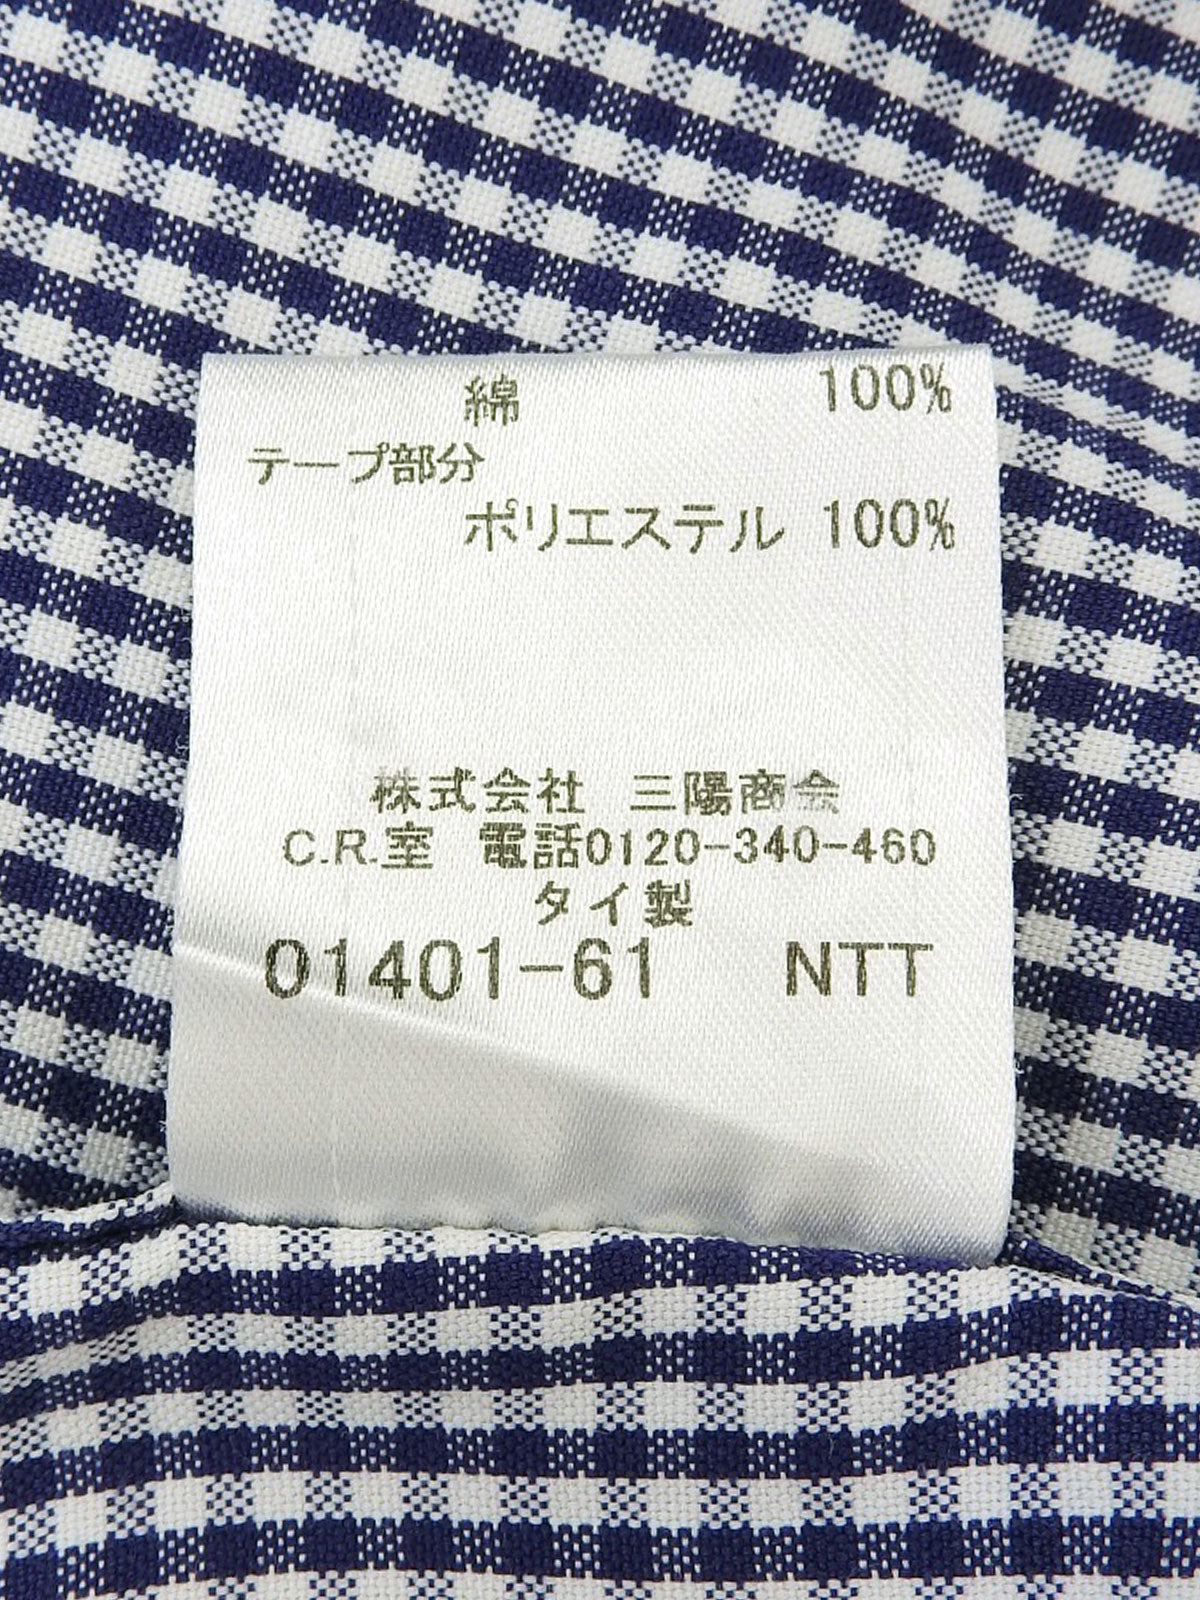 綿 100%
テープ部分
ポリエステル 100%
株式会社 三陽商会
C.R.室 電話0120-340-460
タイ製
01401-61 NTT